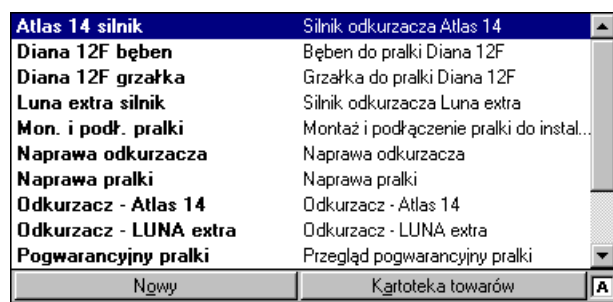 Atlas 14 silnik Silnik odkurzacza Atlas 14
Diana 12F bęben Bęben do pralki Diana 12F
Diana 12F grzałka Grzałka do pralki Diana 12F
Luna extra silnik Silnik odkurzacza Luna extra
Mon. i podł. pralki Montaż i podłączenie pralki do instal...
Naprawa odkurzacza Naprawa odkurzacza
Naprawa pralki Naprawa pralki
Odkurzacz - Atlas 14 Odkurzacz - Atlas 14
Odkurzacz - LUNA extra Odkurzacz - LUNA extra
Pogwarancyjny pralki Przegląd pogwarancyjny pralki
Nowy Kartoteka towarów A